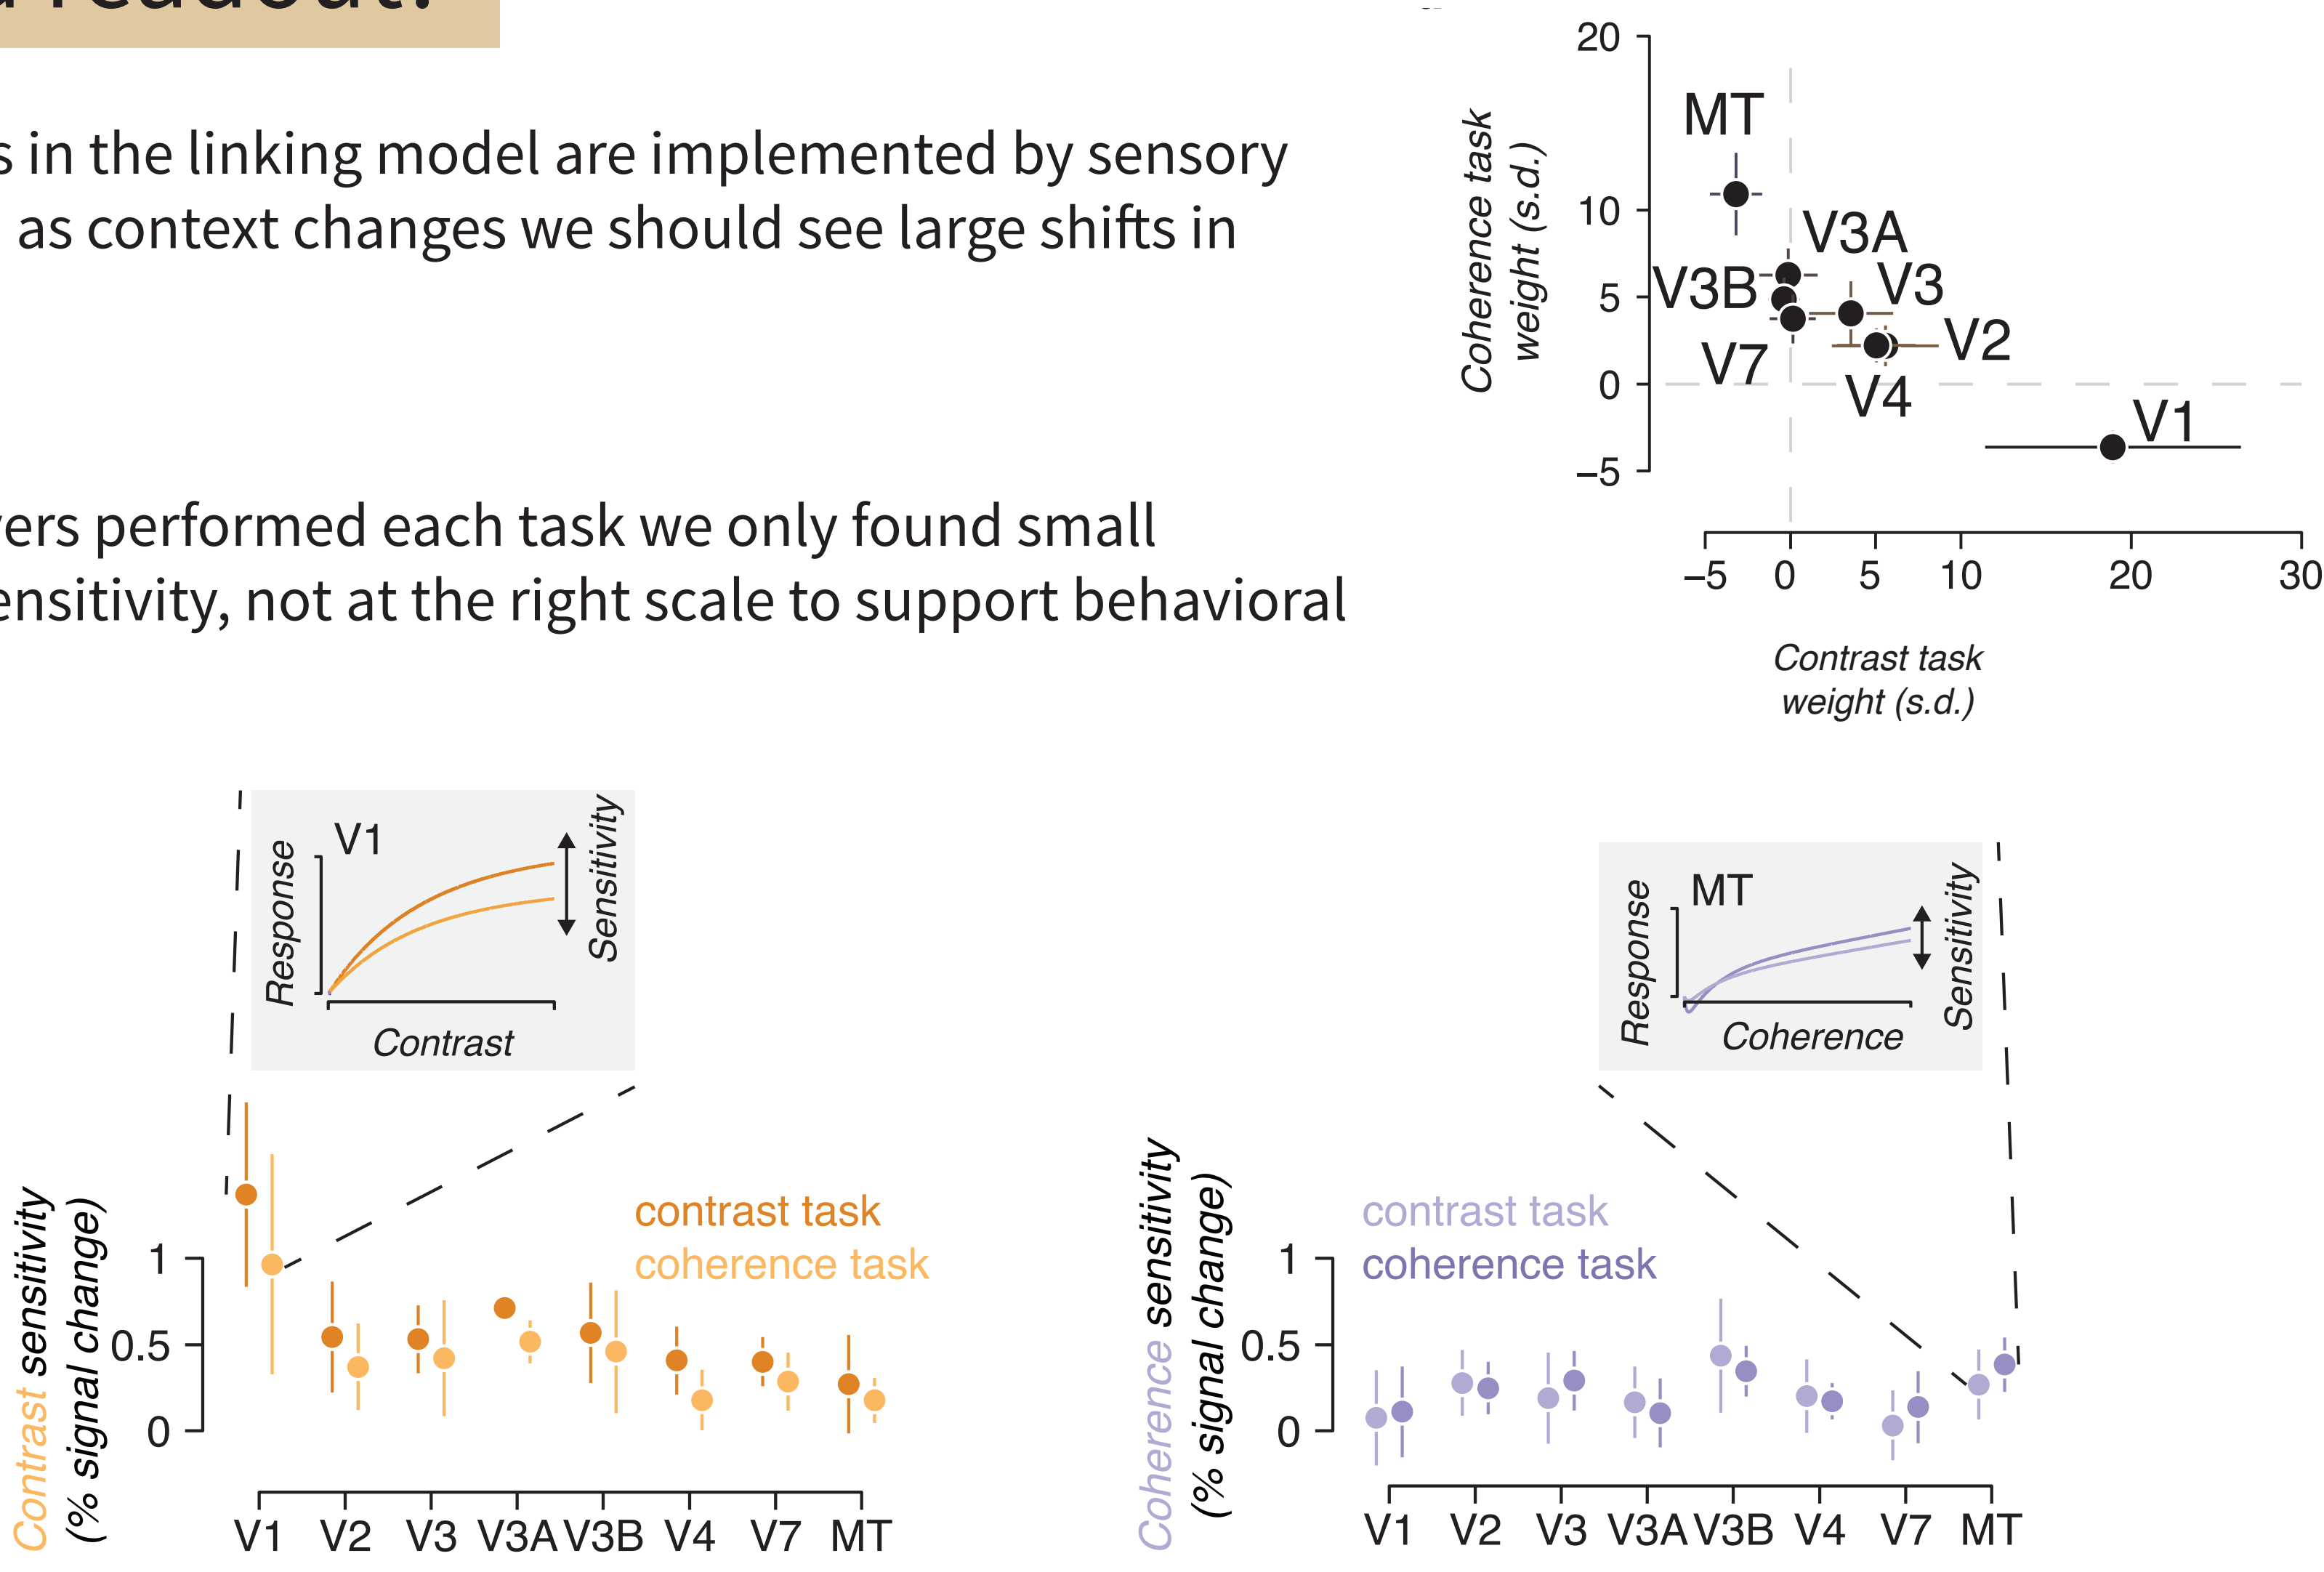 readout?
s in the linking model are implemented by sensory
as context changes we should see large shifts in
vers performed each task we only found small
ensitivity, not at the right scale to support behavioral
Coherence task
weight (s.d.)
20
10
5
0
−5
MT
V3A
V3B
V3
V7
V2
V4
V1
−5 0 5 10 20 30
Contrast task
weight (s.d.)
V1
Response
Sensitivity
Contrast
Contrast sensitivity
(% signal change)
1
0.5
0
contrast task
coherence task
V1 V2 V3 V3A V3B V4 V7 MT
MT
Response
Sensitivity
Coherence
Coherence sensitivity
(% signal change)
1
0.5
0
contrast task
coherence task
V1 V2 V3 V3A V3B V4 V7 MT